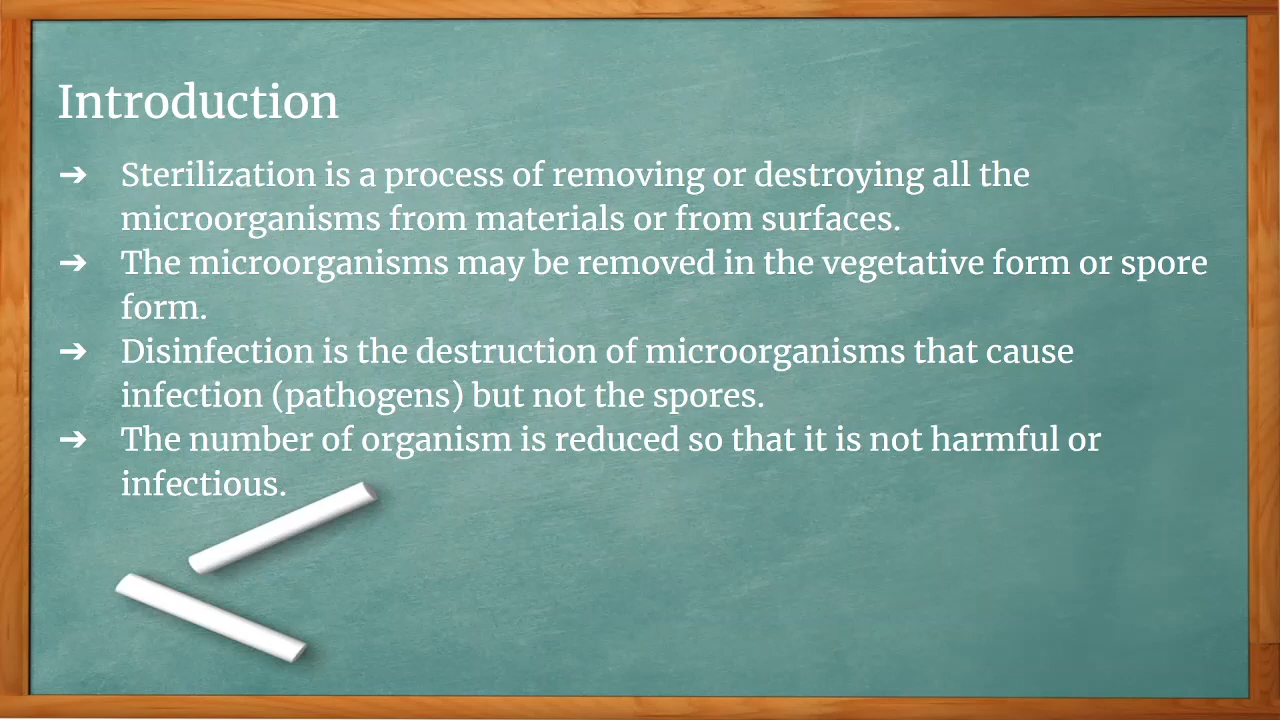 Introduction
➔ Sterilization is a process of removing or destroying all the
microorganisms from materials or from surfaces.
➔ The microorganisms may be removed in the vegetative form or spore
form.
➔ Disinfection is the destruction of microorganisms that cause
infection (pathogens) but not the spores.
➔ The number of organism is reduced so that it is not harmful or
infectious.